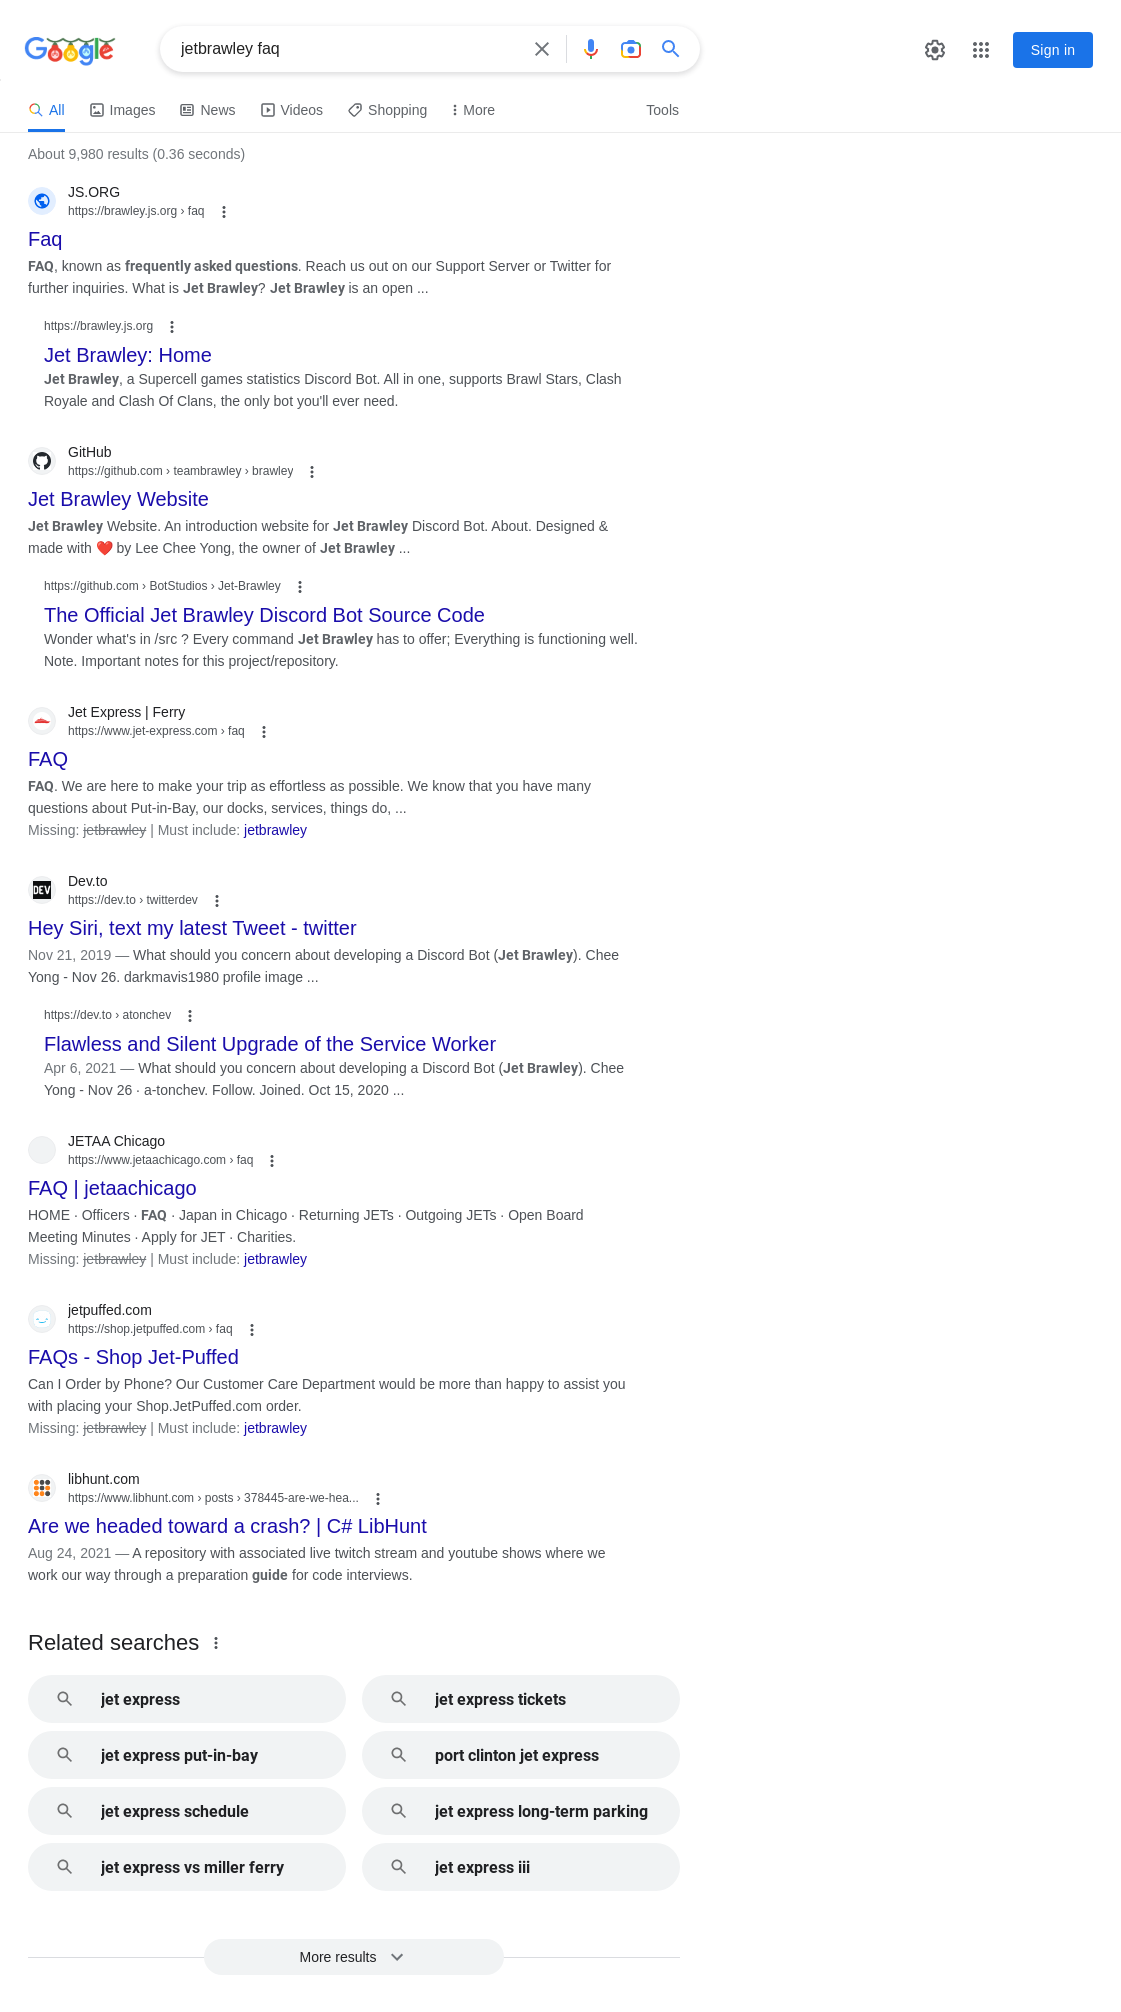 Google
jetbrawley faq
Sign in
All Images News Videos Shopping More Tools
About 9,980 results (0.36 seconds)
JS.ORG
https://brawley.js.org › faq
Faq
FAQ, known as frequently asked questions. Reach us out on our Support Server or Twitter for
further inquiries. What is Jet Brawley? Jet Brawley is an open ...
https://brawley.js.org
Jet Brawley: Home
Jet Brawley, a Supercell games statistics Discord Bot. All in one, supports Brawl Stars, Clash
Royale and Clash Of Clans, the only bot you'll ever need.
GitHub
https://github.com › teambrawley › brawley
Jet Brawley Website
Jet Brawley Website. An introduction website for Jet Brawley Discord Bot. About. Designed &
made with ❤️ by Lee Chee Yong, the owner of Jet Brawley ...
https://github.com › BotStudios › Jet-Brawley
The Official Jet Brawley Discord Bot Source Code
Wonder what's in /src ? Every command Jet Brawley has to offer; Everything is functioning well.
Note. Important notes for this project/repository.
Jet Express | Ferry
https://www.jet-express.com › faq
FAQ
FAQ. We are here to make your trip as effortless as possible. We know that you have many
questions about Put-in-Bay, our docks, services, things do, ...
Missing: jetbrawley | Must include: jetbrawley
DEV
Dev.to
https://dev.to › twitterdev
Hey Siri, text my latest Tweet - twitter
Nov 21, 2019 — What should you concern about developing a Discord Bot (Jet Brawley). Chee
Yong - Nov 26. darkmavis1980 profile image ...
https://dev.to › atonchev
Flawless and Silent Upgrade of the Service Worker
Apr 6, 2021 — What should you concern about developing a Discord Bot (Jet Brawley). Chee
Yong - Nov 26 · a-tonchev. Follow. Joined. Oct 15, 2020 ...
JETAA Chicago
https://www.jetaachicago.com › faq
FAQ | jetaachicago
HOME · Officers · FAQ · Japan in Chicago · Returning JETs · Outgoing JETs · Open Board
Meeting Minutes · Apply for JET · Charities.
Missing: jetbrawley | Must include: jetbrawley
jetpuffed.com
https://shop.jetpuffed.com › faq
FAQs - Shop Jet-Puffed
Can I Order by Phone? Our Customer Care Department would be more than happy to assist you
with placing your Shop.JetPuffed.com order.
Missing: jetbrawley | Must include: jetbrawley
libhunt.com
https://www.libhunt.com › posts › 378445-are-we-hea...
Are we headed toward a crash? | C# LibHunt
Aug 24, 2021 — A repository with associated live twitch stream and youtube shows where we
work our way through a preparation guide for code interviews.
Related searches
jet express
jet express tickets
jet express put-in-bay
port clinton jet express
jet express schedule
jet express long-term parking
jet express vs miller ferry
jet express iii
More results